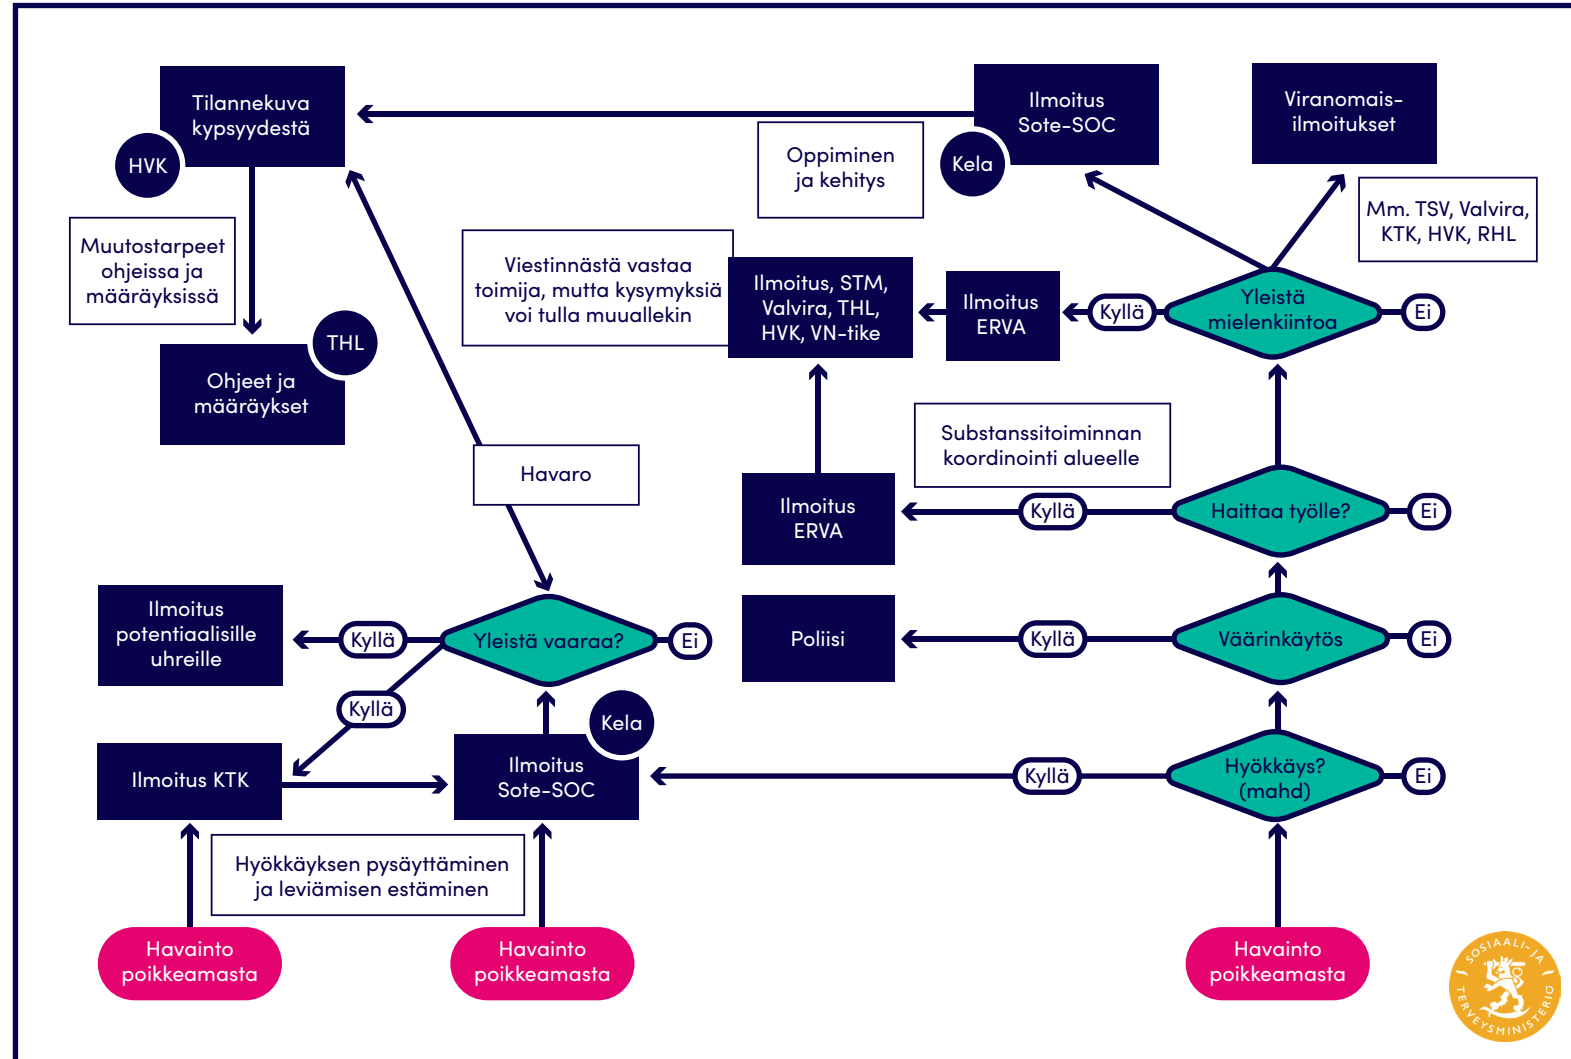 Tilannekuva
kypsyydestä
HVK
Ilmoitus
Sote-SOC
Kela
Viranomais-
ilmoitukset
Oppiminen
ja kehitys
Mm. TSV, Valvira,
KTK, HVK, RHL
Muutostarpeet
ohjeissa ja
määräyksissä
Viestinnästä vastaa
toimija, mutta kysymyksiä
voi tulla muuallekin
Ilmoitus, STM,
Valvira, THL,
HVK, VN-tike
Ilmoitus
ERVA
Kyllä
Yleistä
mielenkiintoa
Ei
THL
Ohjeet ja
määräykset
Havaro
Substanssitoiminnan
koordinointi alueelle
Ilmoitus
ERVA
Kyllä
Haittaa työlle?
Ei
Ilmoitus
potentiaalisille
uhreille
Kyllä
Yleistä vaaraa?
Ei
Poliisi
Kyllä
Väärinkäytös
Ei
Kyllä
Kela
Ilmoitus KTK
Ilmoitus
Sote-SOC
Kyllä
Hyökkäys?
(mahd)
Ei
Hyökkäyksen pysäyttäminen
ja leviämisen estäminen
Havainto
poikkeamasta
Havainto
poikkeamasta
Havainto
poikkeamasta
SOSIAALI- JA
TERVEYSMINISTERIÖ